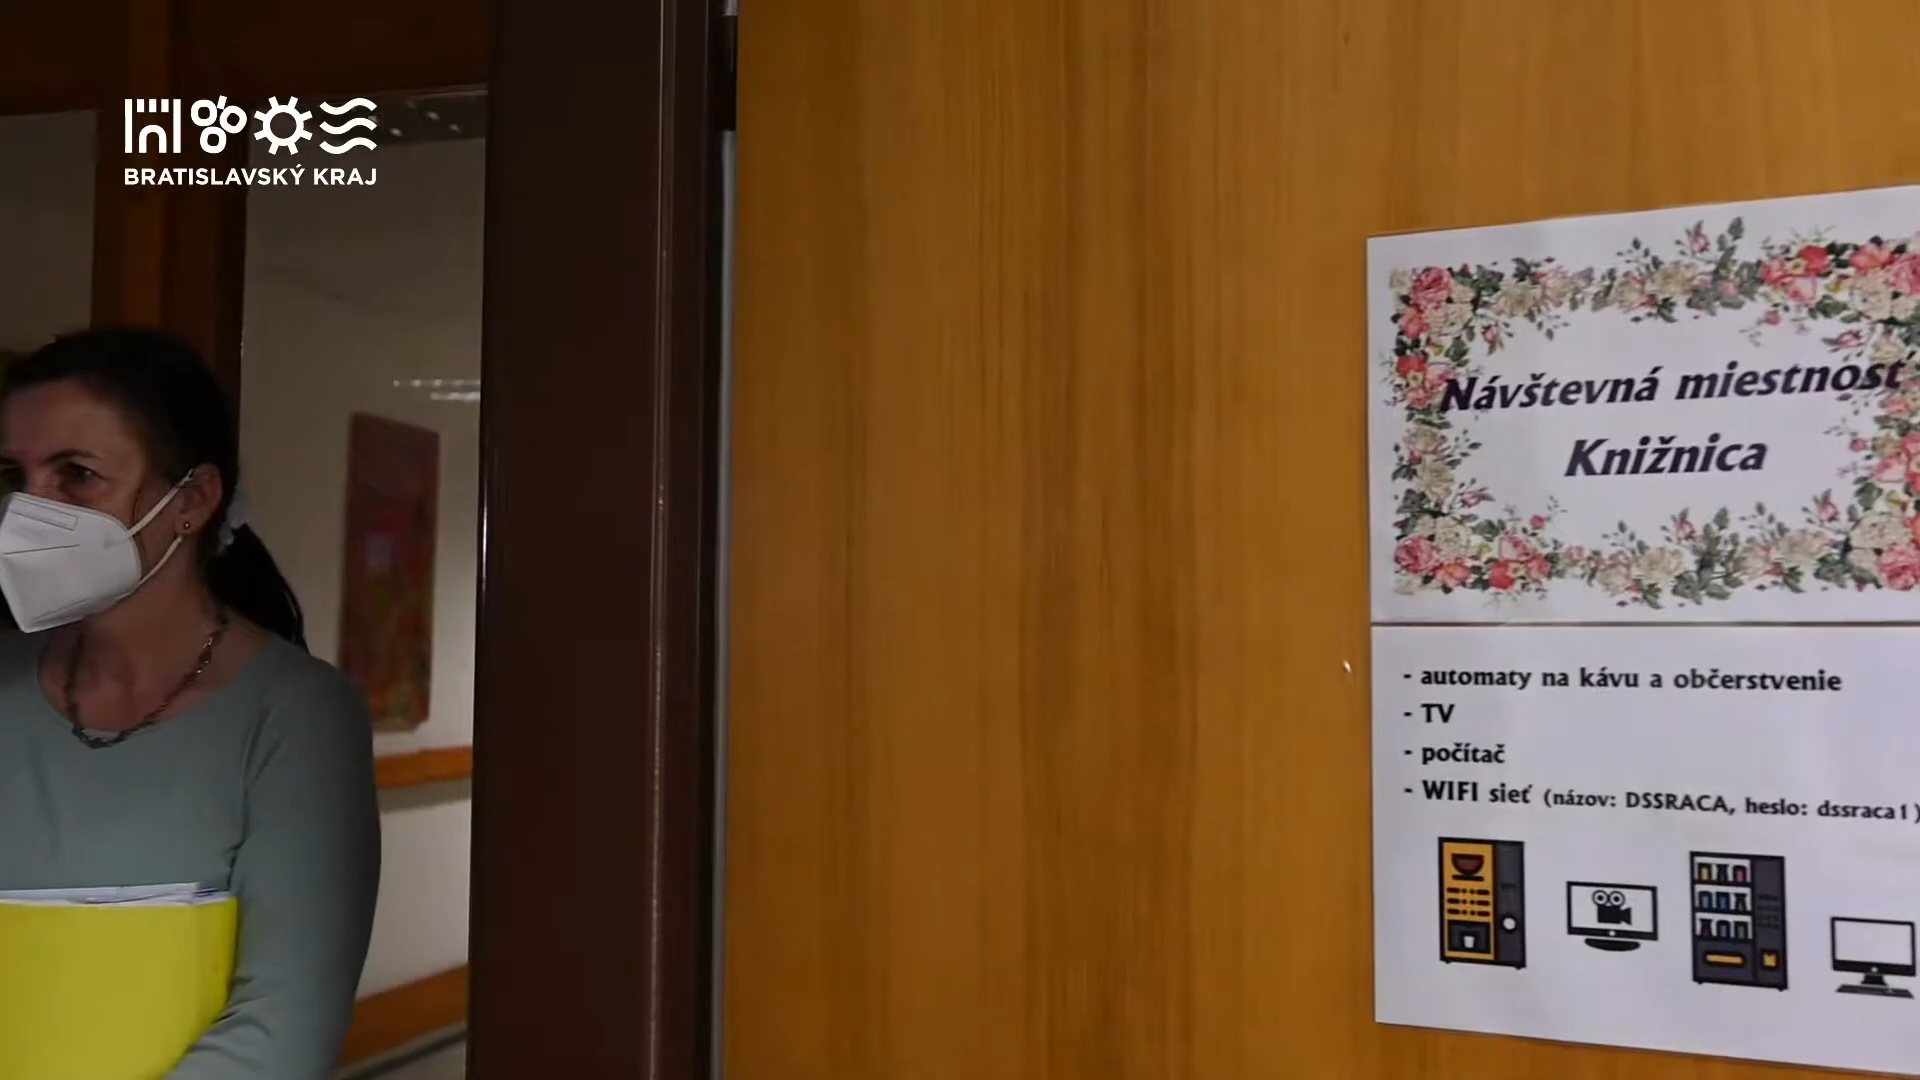 BRATISLAVSKÝ KRAJ
Návštevná miestnosť
Knižnica
- automaty na kávu a občerstvenie
- TV
- počítač
- WIFI sieť (názov: DSSRACA, heslo: dssraca1)